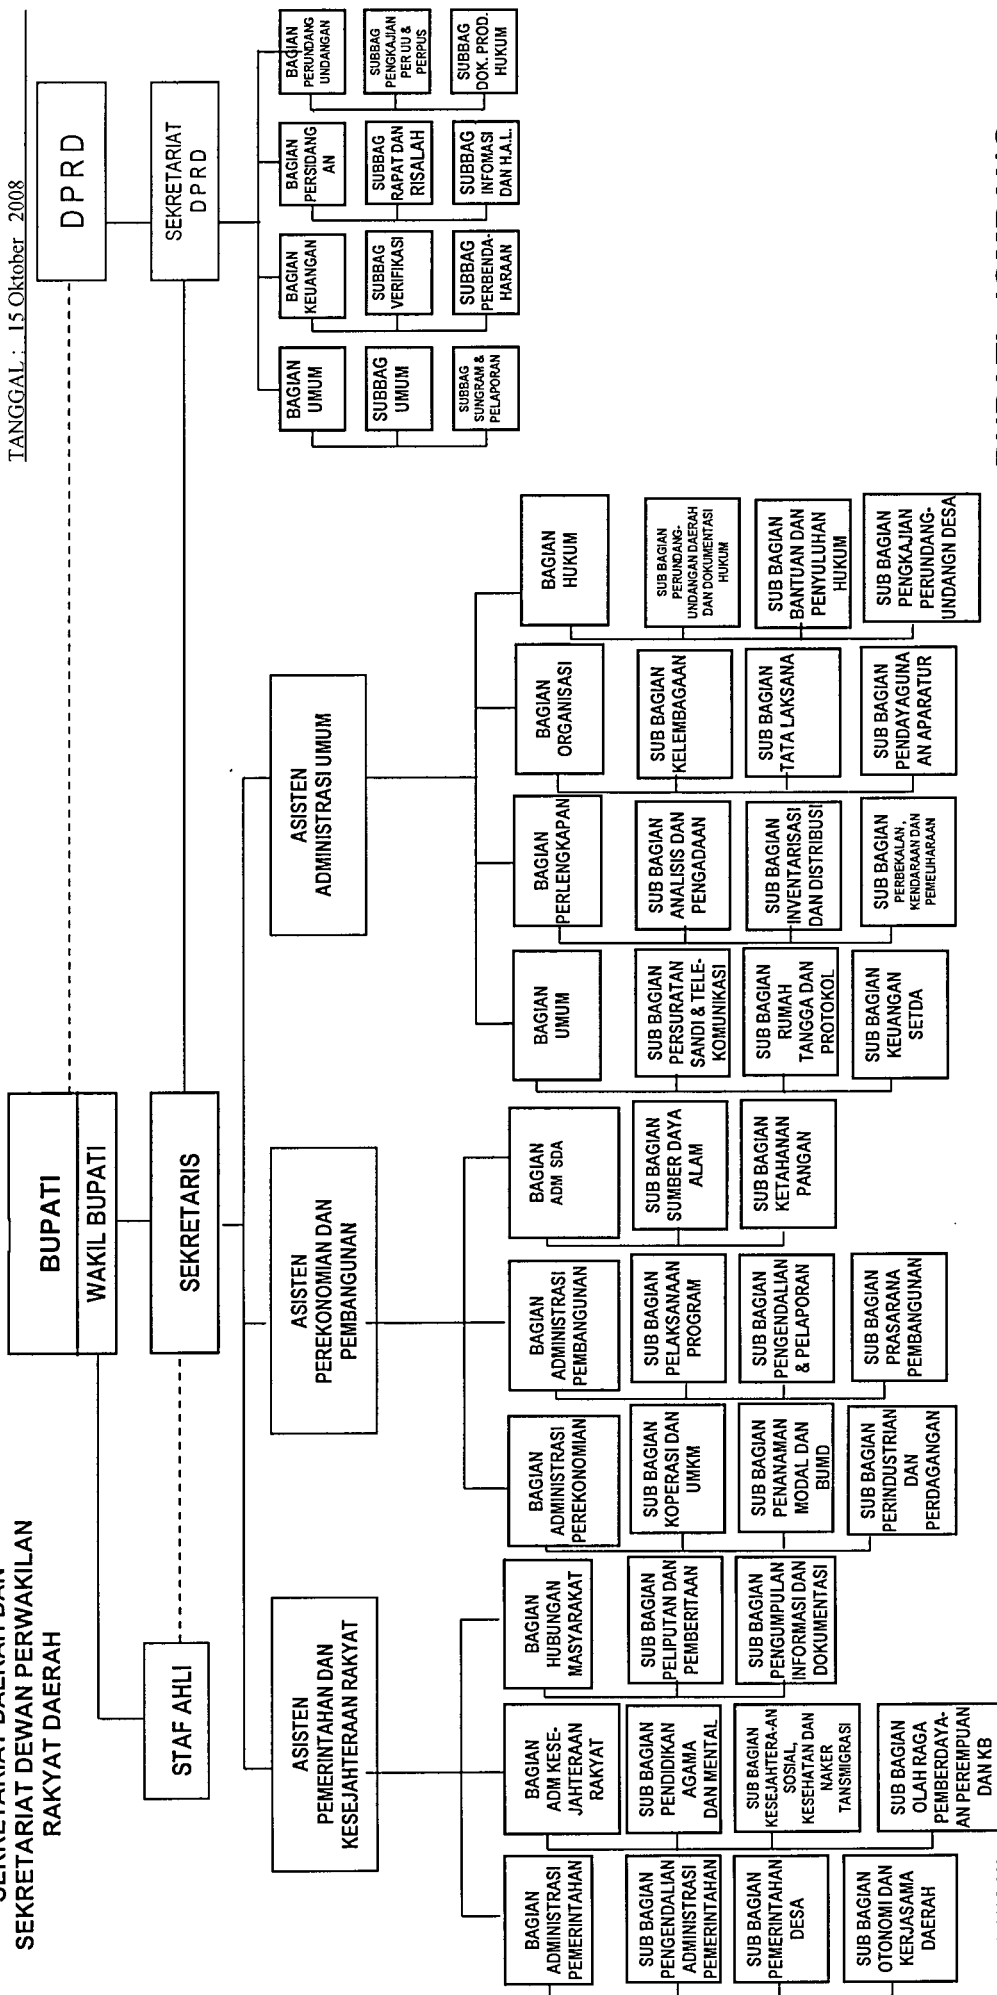 TANGGAL : 15 Oktober 2008
SEKRETARIAT DEWAN PERWAKILAN
RAKYAT DAERAH
BUPATI
WAKIL BUPATI
DPRD
STAF AHLI
SEKRETARIS
SEKRETARIAT
DPRD
ASISTEN
PEMERINTAHAN DAN
KESEJAHTERAAN RAKYAT
ASISTEN
PEREKONOMIAN DAN
PEMBANGUNAN
ASISTEN
ADMINISTRASI UMUM
BAGIAN
UMUM
SUBBAG
UMUM
SUBBAG
SUNGRAM &
PELAPORAN
BAGIAN
KEUANGAN
SUBBAG
VERIFIKASI
SUBBAG
PERBENDA-
HARAAN
BAGIAN
PERSIDANG
AN
SUBBAG
RAPAT DAN
RISALAH
SUBBAG
INFOMASI
DAN H.A.L.
BAGIAN
PERUNDANG
UNDANGAN
SUBBAG
PENGKAJIAN
PER UU &
PERPUS
SUBBAG
DOK. PROD.
HUKUM
BAGIAN
ADMINISTRASI
PEMERINTAHAN
SUB BAGIAN
PENGENDALIAN
ADMINISTRASI
PEMERINTAHAN
SUB BAGIAN
PEMERINTAHAN
DESA
SUB BAGIAN
OTONOMI DAN
KERJASAMA
DAERAH
BAGIAN
ADM KESE-
JAHTERAAN
RAKYAT
SUB BAGIAN
PENDIDIKAN
AGAMA
DAN MENTAL
SUB BAGIAN
KESEJAHTERA-AN
SOSIAL,
KESEHATAN DAN
NAKER
TANSMIGRASI
SUB BAGIAN
OLAH RAGA
PEMBERDAYA-
AN PEREMPUAN
DAN KB
BAGIAN
HUBUNGAN
MASYARAKAT
SUB BAGIAN
PELIPUTAN DAN
PEMBERITAAN
SUB BAGIAN
PENGUMPULAN
INFORMASI DAN
DOKUMENTASI
BAGIAN
ADMINISTRASI
PEREKONOMIAN
SUB BAGIAN
KOPERASI DAN
UMKM
SUB BAGIAN
PENANAMAN
MODAL DAN
BUMD
SUB BAGIAN
PERINDUSTRIAN
DAN
PERDAGANGAN
BAGIAN
ADMINISTRASI
PEMBANGUNAN
SUB BAGIAN
PELAKSANAAN
PROGRAM
SUB BAGIAN
PENGENDALIAN
& PELAPORAN
SUB BAGIAN
PRASARANA
PEMBANGUNAN
BAGIAN
ADM SDA
SUB BAGIAN
SUMBER DAYA
ALAM
SUB BAGIAN
KETAHANAN
PANGAN
BAGIAN
UMUM
SUB BAGIAN
PERSURATAN
SANDI & TELE-
KOMUNIKASI
SUB BAGIAN
RUMAH
TANGGA DAN
PROTOKOL
SUB BAGIAN
KEUANGAN
SETDA
BAGIAN
PERLENGKAPAN
SUB BAGIAN
ANALISIS DAN
PENGADAAN
SUB BAGIAN
INVENTARISASI
DAN DISTRIBUSI
SUB BAGIAN
PERBEKALAN,
KENDARAAN DAN
PEMELIHARAAN
BAGIAN
ORGANISASI
SUB BAGIAN
KELEMBAGAAN
SUB BAGIAN
TATA LAKSANA
SUB BAGIAN
PENDAYAGUNA
AN APARATUR
BAGIAN
HUKUM
SUB BAGIAN
PERUNDANG-
UNDANGAN DAERAH
DAN DOKUMENTASI
HUKUM
SUB BAGIAN
BANTUAN DAN
PENYULUHAN
HUKUM
SUB BAGIAN
PENGKAJIAN
PERUNDANG-
UNDANGN DESA